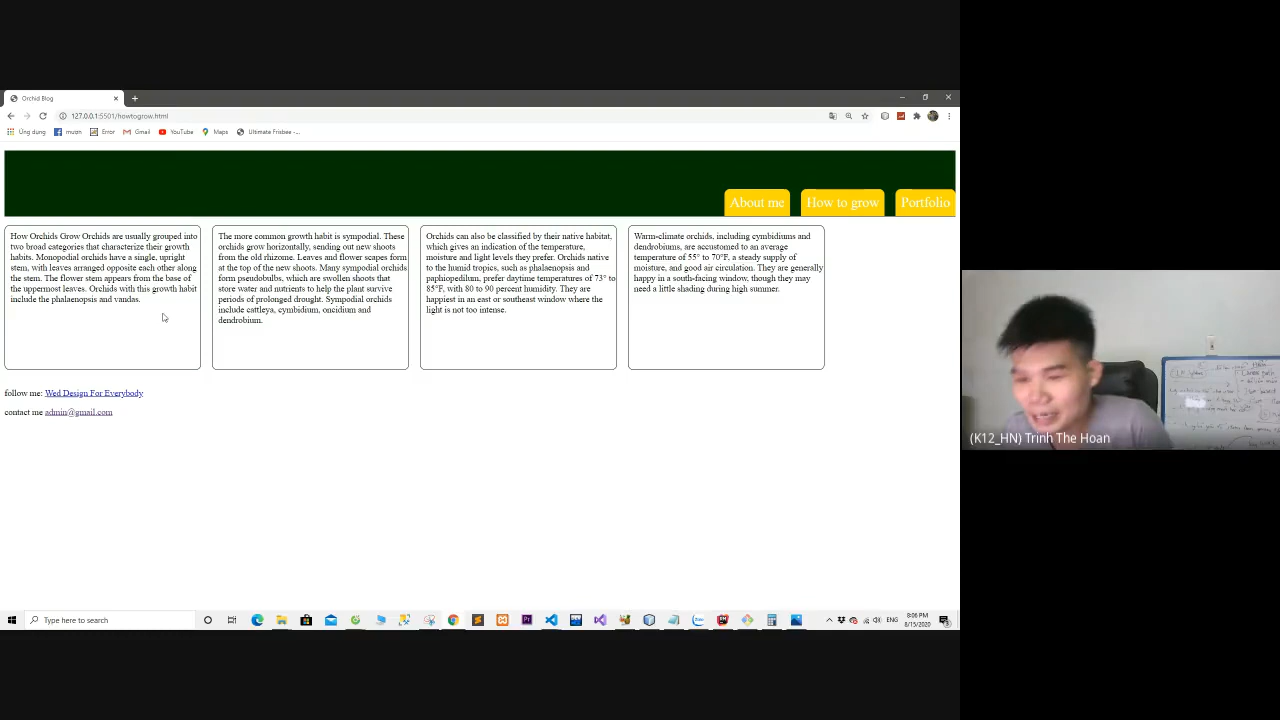 Orchid Blog
127.0.0.1:5501/howtogrow.html
Ứng dụng
mượn
Error
Gmail
YouTube
Maps
Ultimate Frisbee -...
About me
How to grow
Portfolio
How Orchids Grow Orchids are usually grouped into
two broad categories that characterize their growth
habits. Monopodial orchids have a single, upright
stem, with leaves arranged opposite each other along
the stem. The flower stem appears from the base of
the uppermost leaves. Orchids with this growth habit
include the phalaenopsis and vandas.
The more common growth habit is sympodial. These
orchids grow horizontally, sending out new shoots
from the old rhizome. Leaves and flower scapes form
at the top of the new shoots. Many sympodial orchids
form pseudobulbs, which are swollen shoots that
store water and nutrients to help the plant survive
periods of prolonged drought. Sympodial orchids
include cattleya, cymbidium, oncidium and
dendrobium.
Orchids can also be classified by their native habitat,
which gives an indication of the temperature,
moisture and light levels they prefer. Orchids native
to the humid tropics, such as phalaenopsis and
paphiopedilum, prefer daytime temperatures of 73° to
85°F, with 80 to 90 percent humidity. They are
happiest in an east or southeast window where the
light is not too intense.
Warm-climate orchids, including cymbidiums and
dendrobiums, are accustomed to an average
temperature of 55° to 70°F, a steady supply of
moisture, and good air circulation. They are generally
happy in a south-facing window, though they may
need a little shading during high summer.
follow me: Wed Design For Everybody
contact me admin@gmail.com
(K12_HN) Trinh The Hoan
Type here to search
ENG
8:06 PM
8/15/2020